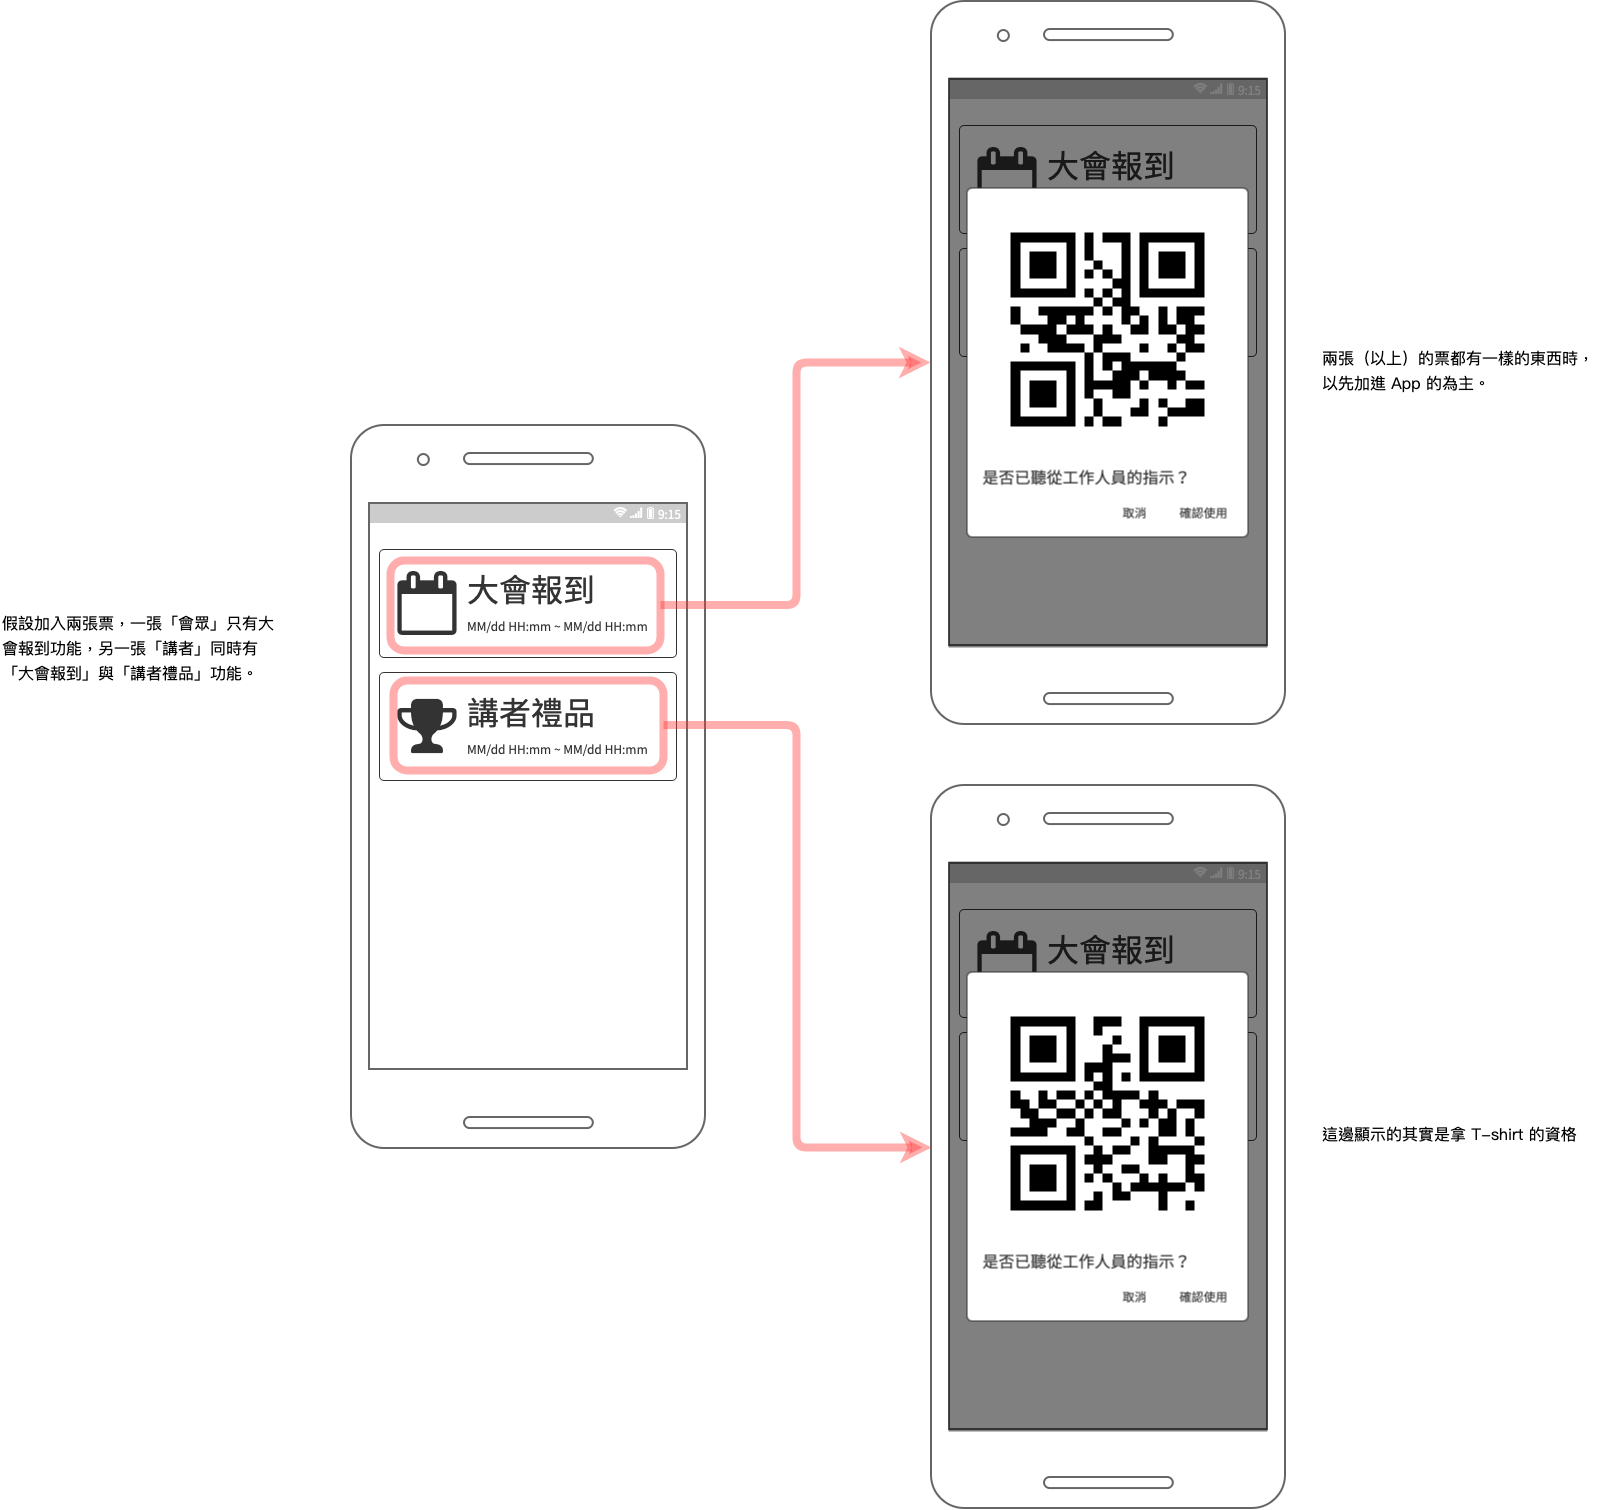 假設加入兩張票，一張「會眾」只有大
會報到功能，另一張「講者」同時有
「大會報到」與「講者禮品」功能。
9:15
大會報到
MM/dd HH:mm ~ MM/dd HH:mm
講者禮品
MM/dd HH:mm ~ MM/dd HH:mm
9:15
大會報到
是否已聽從工作人員的指示？
取消 確認使用
兩張（以上）的票都有一樣的東西時，
以先加進 App 的為主。
9:15
大會報到
是否已聽從工作人員的指示？
取消 確認使用
這邊顯示的其實是拿 T-shirt 的資格